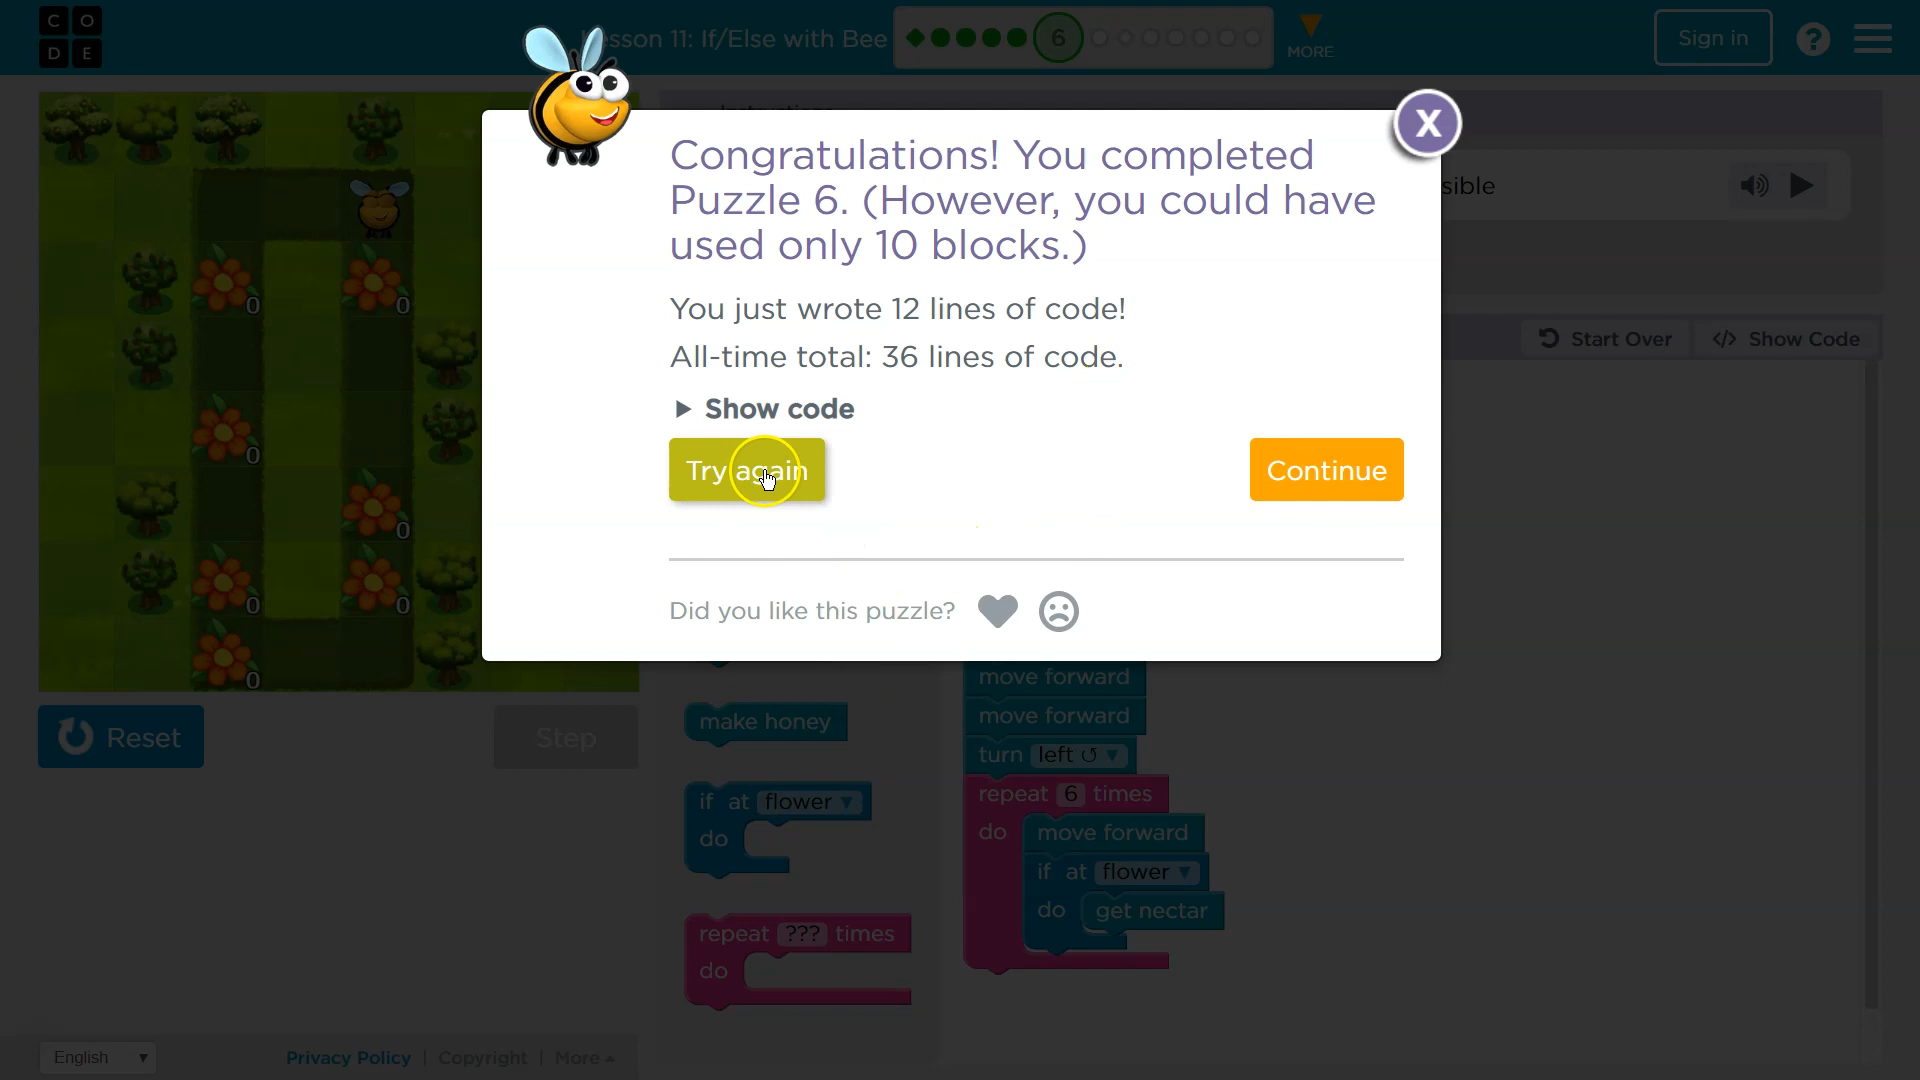 C O
D E
Lesson 11: If/Else with Bee
6
MORE
Sign in
?
X
Congratulations! You completed
Puzzle 6. (However, you could have
used only 10 blocks.)
You just wrote 12 lines of code!
All-time total: 36 lines of code.
Show code
Try again
Continue
Did you like this puzzle?
sible
Start Over
</> Show Code
0
0
0
0
0
0
0
Reset
Step
make honey
if at flower
do
repeat ??? times
do
move forward
move forward
turn left
repeat 6 times
do move forward
if at flower
do get nectar
English
Privacy Policy | Copyright | More